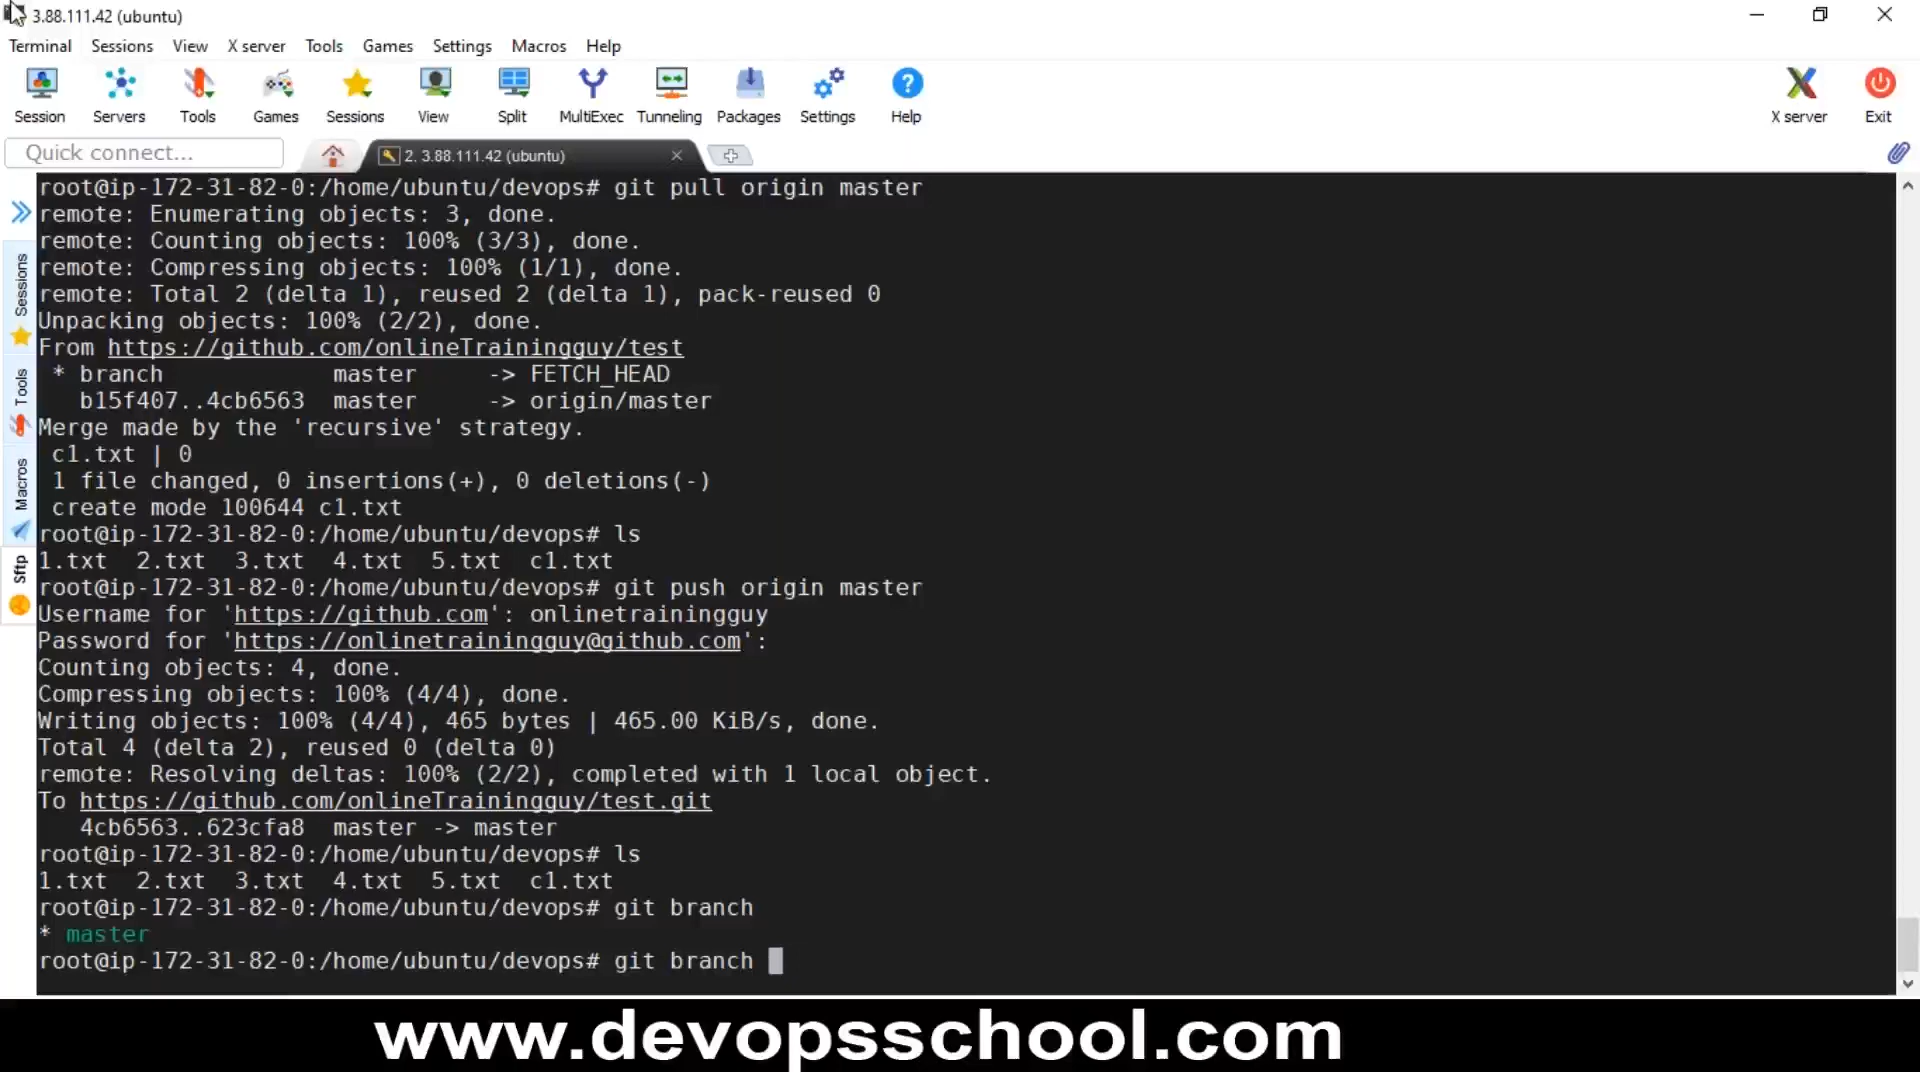 3.88.111.42 (ubuntu)
Terminal Sessions View X server Tools Games Settings Macros Help
Session Servers Tools Games Sessions View Split MultiExec Tunneling Packages Settings Help X server Exit
Quick connect...
2. 3.88.111.42 (ubuntu)
Sessions
Tools
Macros
Sftp
root@ip-172-31-82-0:/home/ubuntu/devops# git pull origin master
remote: Enumerating objects: 3, done.
remote: Counting objects: 100% (3/3), done.
remote: Compressing objects: 100% (1/1), done.
remote: Total 2 (delta 1), reused 2 (delta 1), pack-reused 0
Unpacking objects: 100% (2/2), done.
From https://github.com/onlineTrainingguy/test
 * branch            master     -> FETCH_HEAD
   b15f407..4cb6563  master     -> origin/master
Merge made by the 'recursive' strategy.
 c1.txt | 0
 1 file changed, 0 insertions(+), 0 deletions(-)
 create mode 100644 c1.txt
root@ip-172-31-82-0:/home/ubuntu/devops# ls
1.txt  2.txt  3.txt  4.txt  5.txt  c1.txt
root@ip-172-31-82-0:/home/ubuntu/devops# git push origin master
Username for 'https://github.com': onlinetrainingguy
Password for 'https://onlinetrainingguy@github.com':
Counting objects: 4, done.
Compressing objects: 100% (4/4), done.
Writing objects: 100% (4/4), 465 bytes | 465.00 KiB/s, done.
Total 4 (delta 2), reused 0 (delta 0)
remote: Resolving deltas: 100% (2/2), completed with 1 local object.
To https://github.com/onlineTrainingguy/test.git
   4cb6563..623cfa8  master -> master
root@ip-172-31-82-0:/home/ubuntu/devops# ls
1.txt  2.txt  3.txt  4.txt  5.txt  c1.txt
root@ip-172-31-82-0:/home/ubuntu/devops# git branch
* master
root@ip-172-31-82-0:/home/ubuntu/devops# git branch
www.devopsschool.com